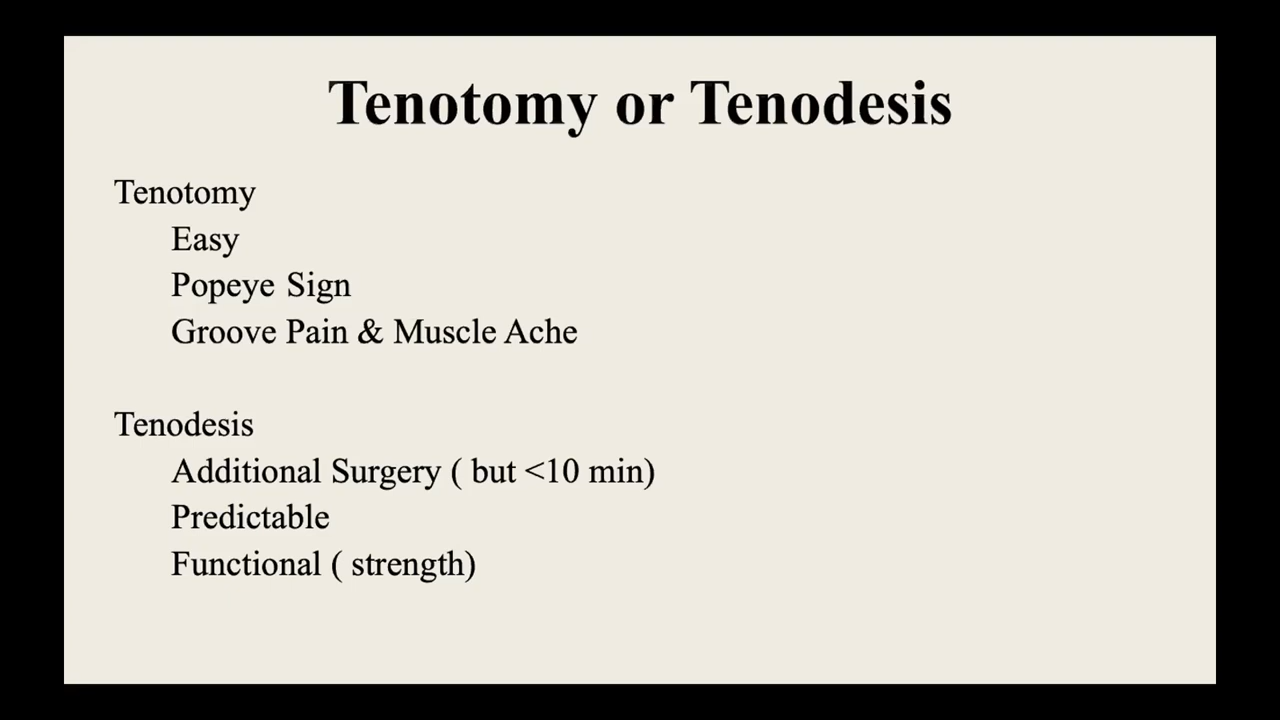 Tenotomy or Tenodesis
Tenotomy
Easy
Popeye Sign
Groove Pain & Muscle Ache
Tenodesis
Additional Surgery ( but <10 min)
Predictable
Functional ( strength)